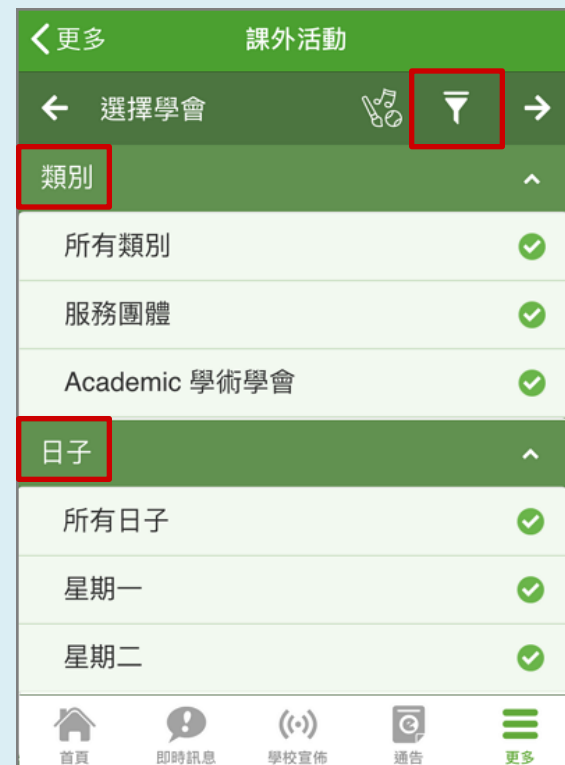 更多 課外活動
選擇學會
類別
所有類別
服務團體
Academic 學術學會
日子
所有日子
星期一
星期二
首頁 即時訊息 學校宣佈 通告 更多